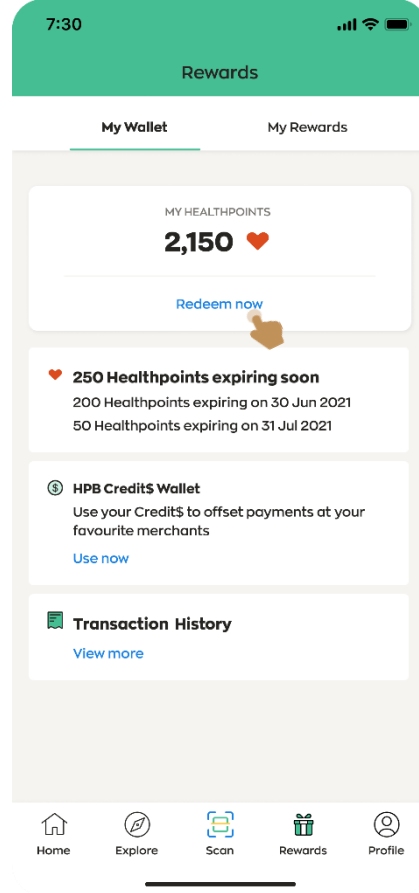 7:30
Rewards
My Wallet
My Rewards
MY HEALTHPOINTS
2,150
Redeem now
250 Healthpoints expiring soon
200 Healthpoints expiring on 30 Jun 2021
50 Healthpoints expiring on 31 Jul 2021
HPB Credit$ Wallet
Use your Credit$ to offset payments at your
favourite merchants
Use now
Transaction History
View more
Home
Explore
Scan
Rewards
Profile